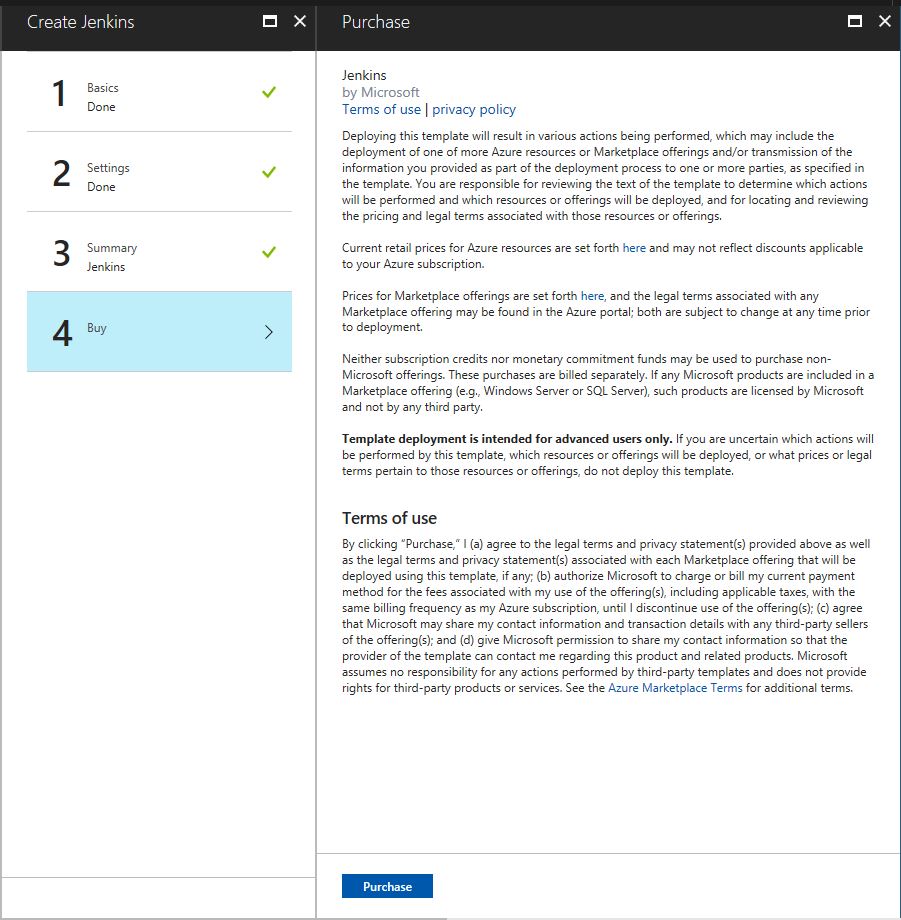 Create Jenkins
1
Basics
Done
2
Settings
Done
3
Summary
Jenkins
4
Buy
Purchase
Jenkins
by Microsoft
Terms of use | privacy policy
Deploying this template will result in various actions being performed, which may include the
deployment of one of more Azure resources or Marketplace offerings and/or transmission of the
information you provided as part of the deployment process to one or more parties, as specified in
the template. You are responsible for reviewing the text of the template to determine which actions
will be performed and which resources or offerings will be deployed, and for locating and reviewing
the pricing and legal terms associated with those resources or offerings.
Current retail prices for Azure resources are set forth here and may not reflect discounts applicable
to your Azure subscription.
Prices for Marketplace offerings are set forth here, and the legal terms associated with any
Marketplace offering may be found in the Azure portal; both are subject to change at any time prior
to deployment.
Neither subscription credits nor monetary commitment funds may be used to purchase non-
Microsoft offerings. These purchases are billed separately. If any Microsoft products are included in a
Marketplace offering (e.g., Windows Server or SQL Server), such products are licensed by Microsoft
and not by any third party.
Template deployment is intended for advanced users only. If you are uncertain which actions will
be performed by this template, which resources or offerings will be deployed, or what prices or legal
terms pertain to those resources or offerings, do not deploy this template.
Terms of use
By clicking “Purchase,” I (a) agree to the legal terms and privacy statement(s) provided above as well
as the legal terms and privacy statement(s) associated with each Marketplace offering that will be
deployed using this template, if any; (b) authorize Microsoft to charge or bill my current payment
method for the fees associated with my use of the offering(s), including applicable taxes, with the
same billing frequency as my Azure subscription, until I discontinue use of the offering(s); (c) agree
that Microsoft may share my contact information and transaction details with any third-party sellers
of the offering(s); and (d) give Microsoft permission to share my contact information so that the
provider of the template can contact me regarding this product and related products. Microsoft
assumes no responsibility for any actions performed by third-party templates and does not provide
rights for third-party products or services. See the Azure Marketplace Terms for additional terms.
Purchase